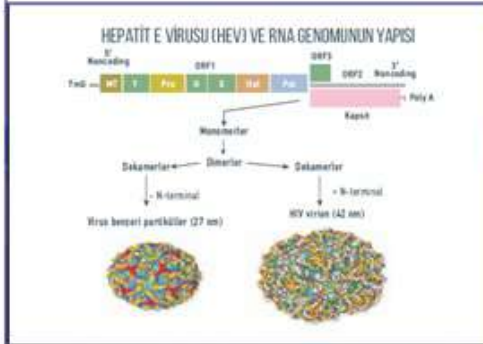 HEPATİT E VİRUSU (HEV) VE RNA GENOMUNUN YAPISI
5'
Noncoding
ORF1
ORF3
ORF2
3'
Noncoding
MT Y Pro Hel Pol
Poly A
Kapsit
Monomerler
Dekamerler
Dimerler
Dekamerler
- N-terminal
+ N-terminal
Virus benzeri partiküller (27 nm)
HIV virion (42 nm)